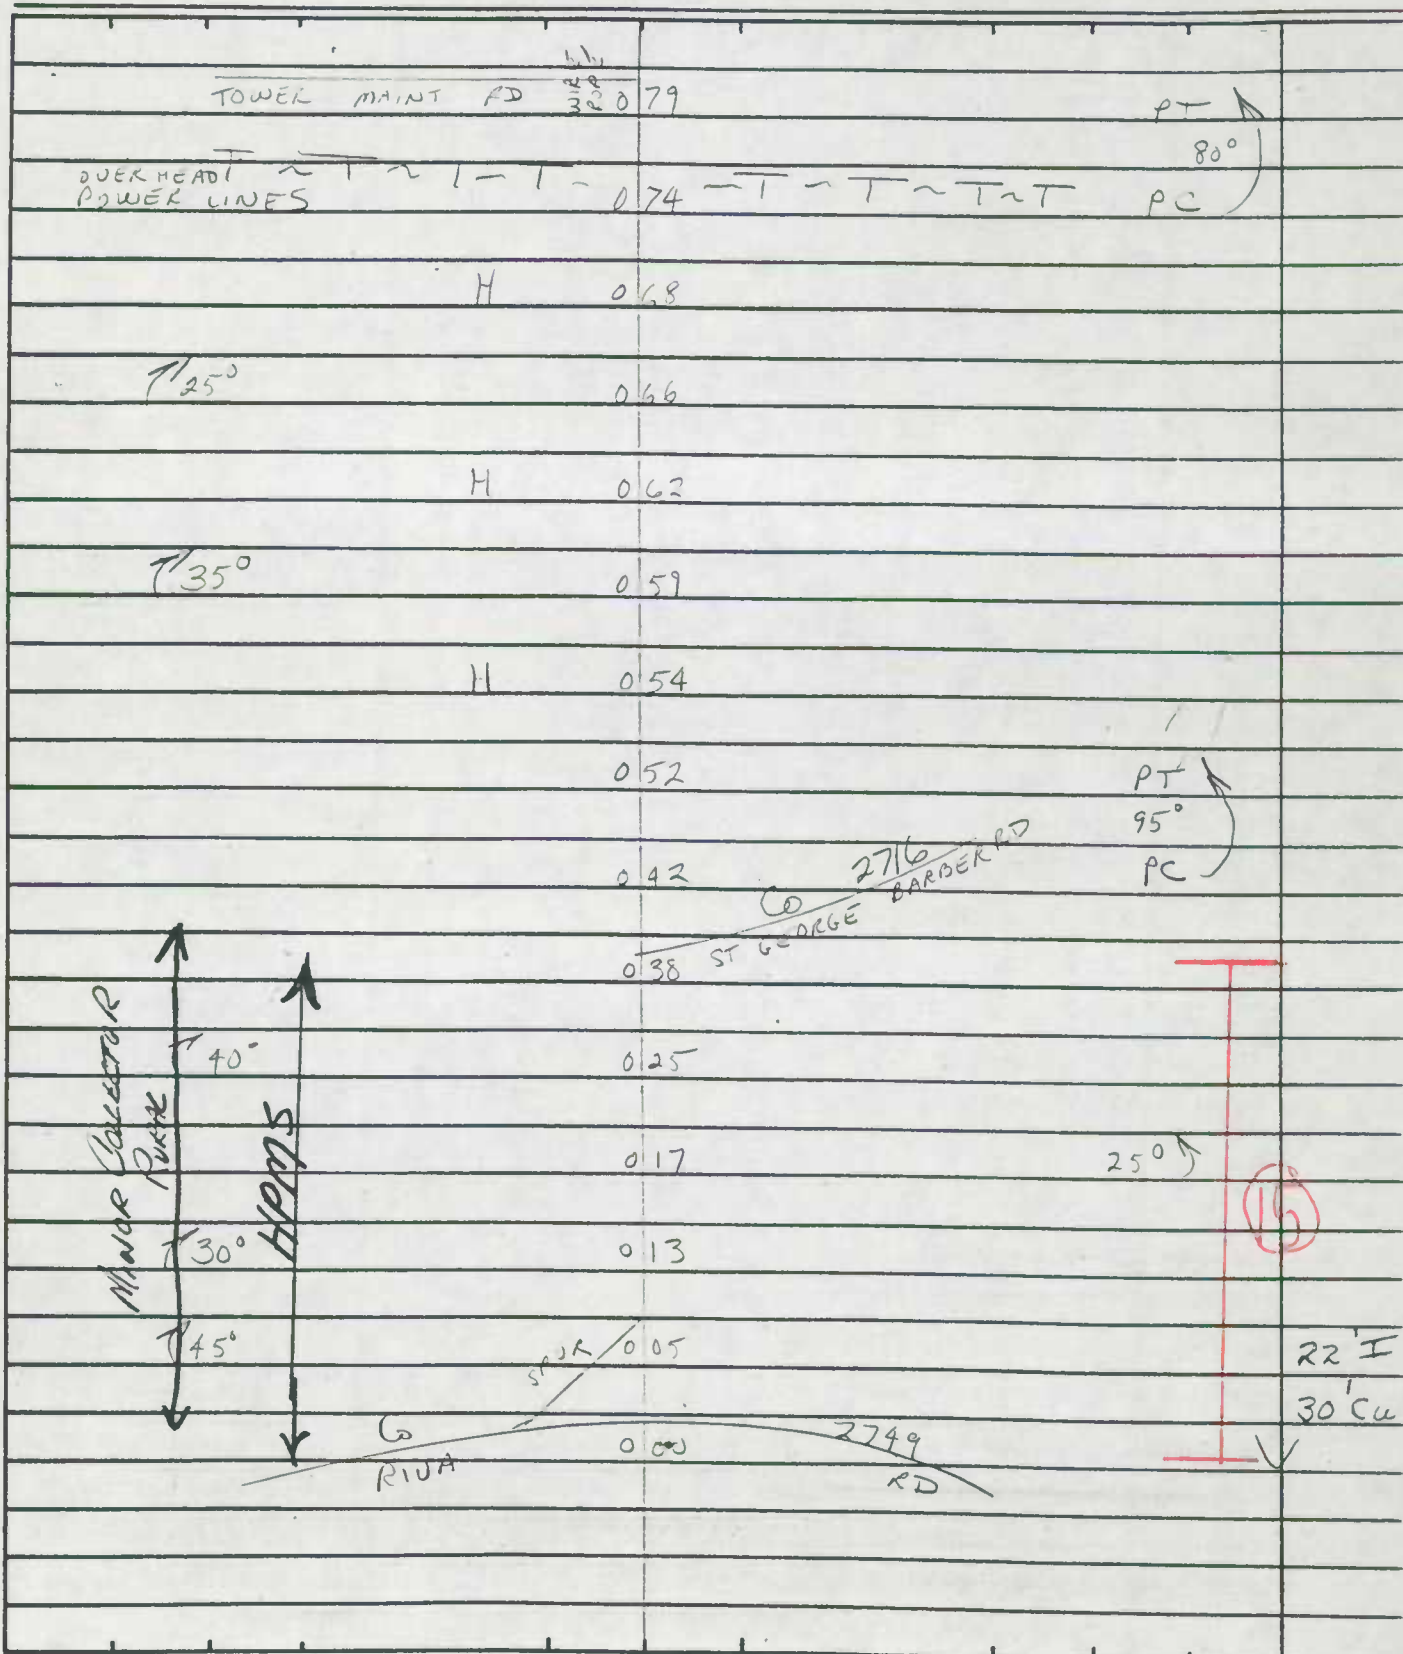 TOWER MAINT RD WIRE ROPE 0 79
PT
80°
OVERHEAD T ~ T ~ T - T - - T ~ T ~ T ~ T
POWER LINES 0 74 PC
H 0 68
25° 0 66
H 0 62
35° 0 59
H 0 54
0 52 PT
95°
0 42 PC
Co 2716
ST GEORGE BARBER RD
0 38
40° 0 25
MINOR COLLECTOR
RURAL
HPMS
0 17 25°
15
30° 0 13
45° SPUR 0 05 22' I
30' Cu
Co 0 00 2749
RIVA RD